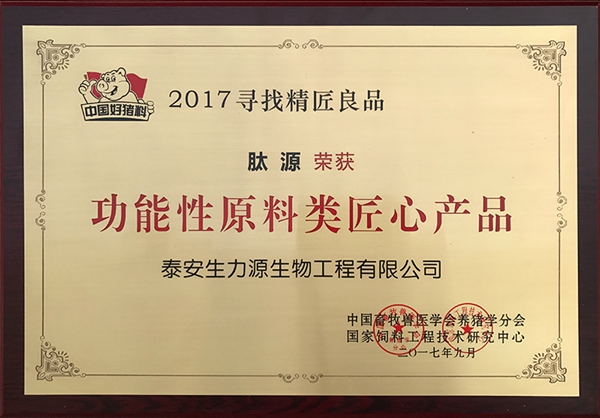 中国好猪料
2017寻找精匠良品
肽源 荣获
功能性原料类匠心产品
泰安生力源生物工程有限公司
中国畜牧兽医学会养猪学分会
国家饲料工程技术研究中心
二〇一七年九月